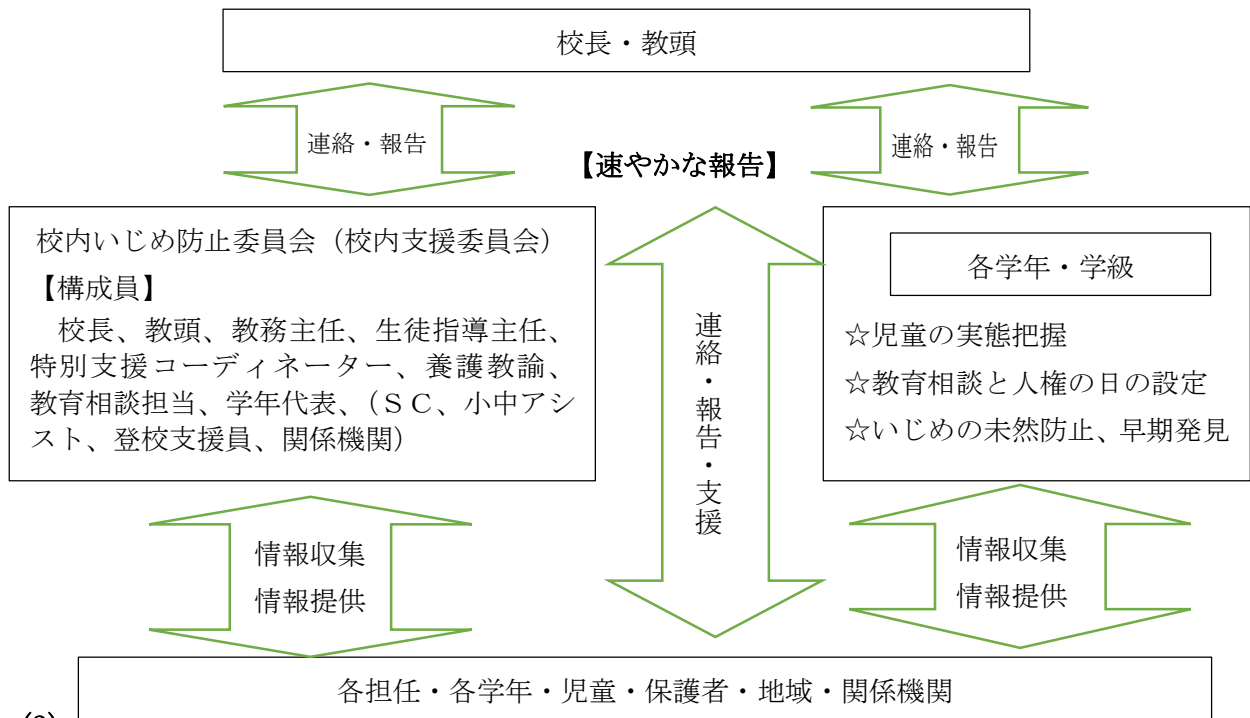 校長・教頭
連絡・報告
連絡・報告
【速やかな報告】
校内いじめ防止委員会（校内支援委員会）
【構成員】
校長、教頭、教務主任、生徒指導主任、
特別支援コーディネーター、養護教諭、
教育相談担当、学年代表、（ＳＣ、小中アシ
スト、登校支援員、関係機関）
連絡・報告・支援
各学年・学級
☆児童の実態把握
☆教育相談と人権の日の設定
☆いじめの未然防止、早期発見
情報収集
情報提供
情報収集
情報提供
各担任・各学年・児童・保護者・地域・関係機関